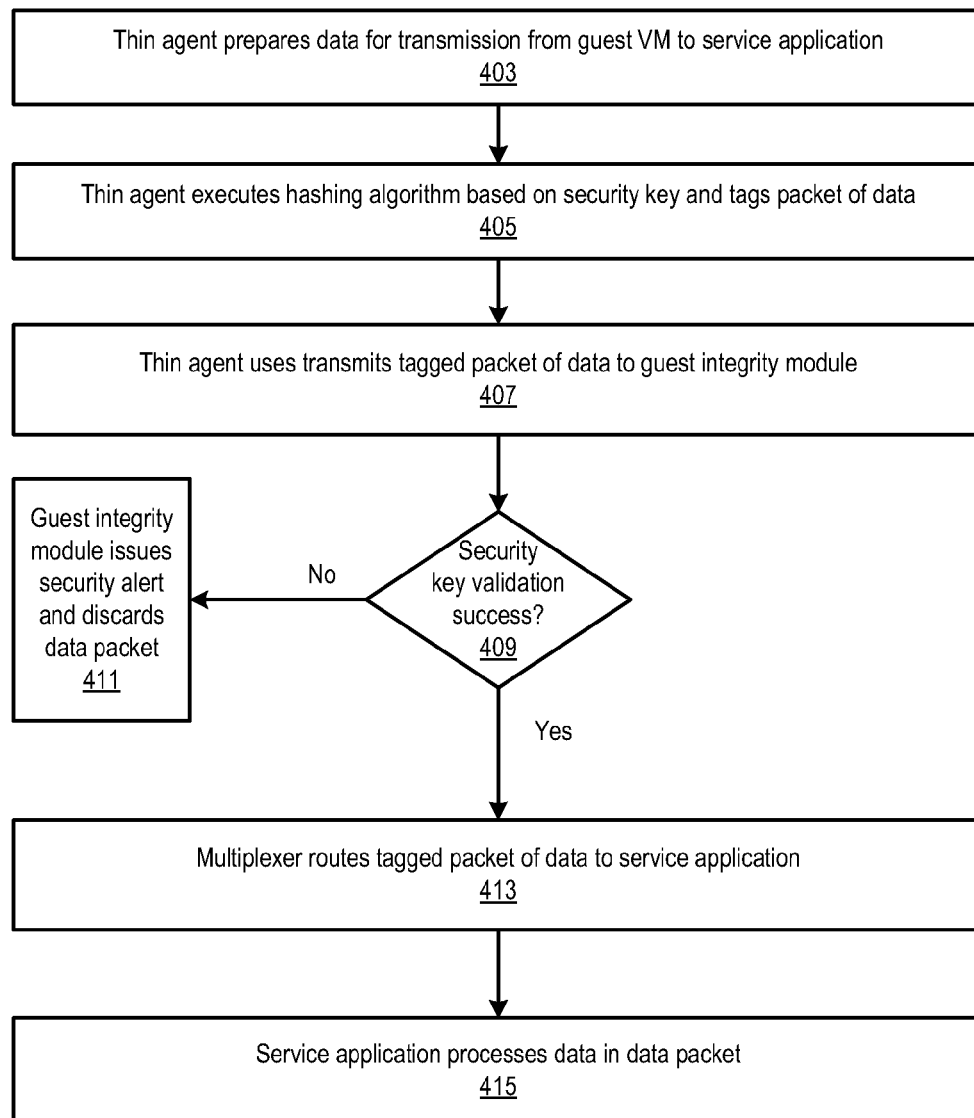 Thin agent prepares data for transmission from guest VM to service application
403
Thin agent executes hashing algorithm based on security key and tags packet of data
405
Thin agent uses transmits tagged packet of data to guest integrity module
407
Guest integrity
module issues
security alert
and discards
data packet
411
No
Security
key validation
success?
409
Yes
Multiplexer routes tagged packet of data to service application
413
Service application processes data in data packet
415